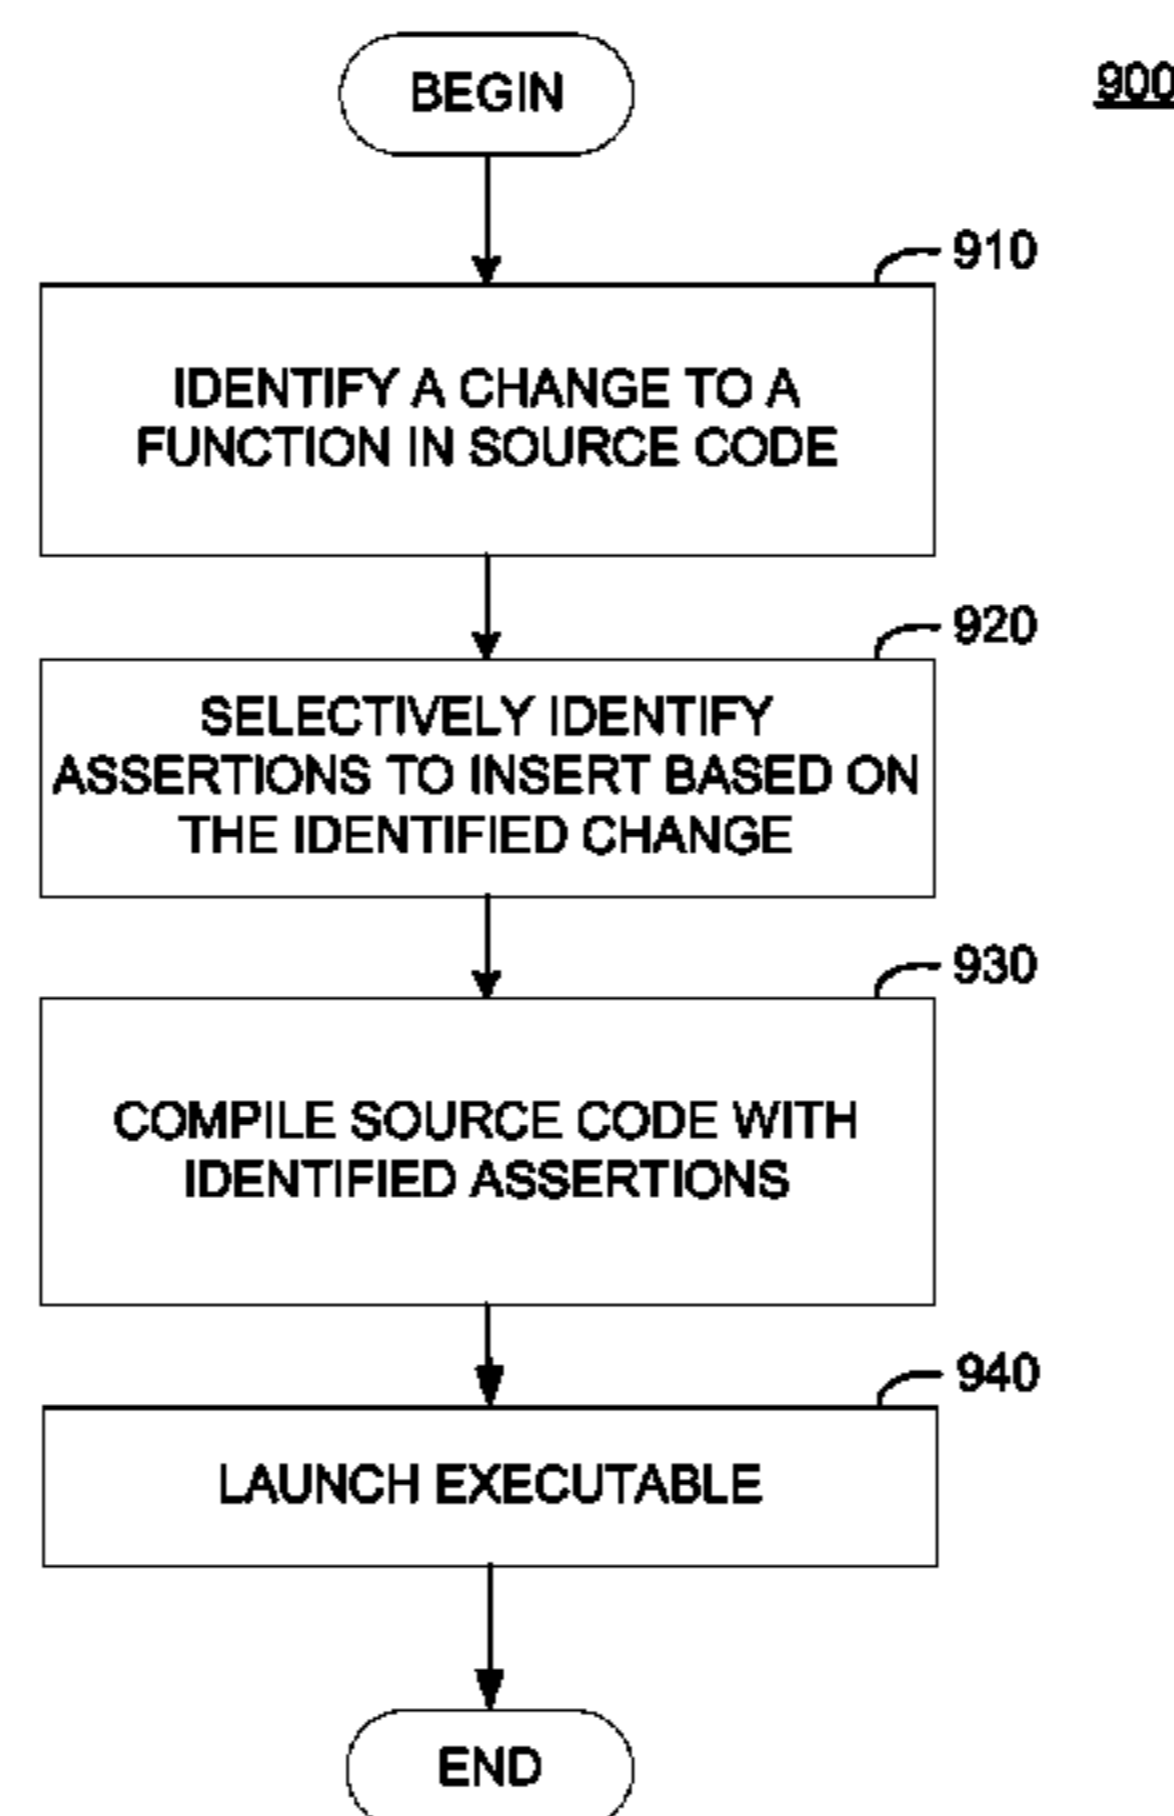 BEGIN
900
910
IDENTIFY A CHANGE TO A
FUNCTION IN SOURCE CODE
920
SELECTIVELY IDENTIFY
ASSERTIONS TO INSERT BASED ON
THE IDENTIFIED CHANGE
930
COMPILE SOURCE CODE WITH
IDENTIFIED ASSERTIONS
940
LAUNCH EXECUTABLE
END